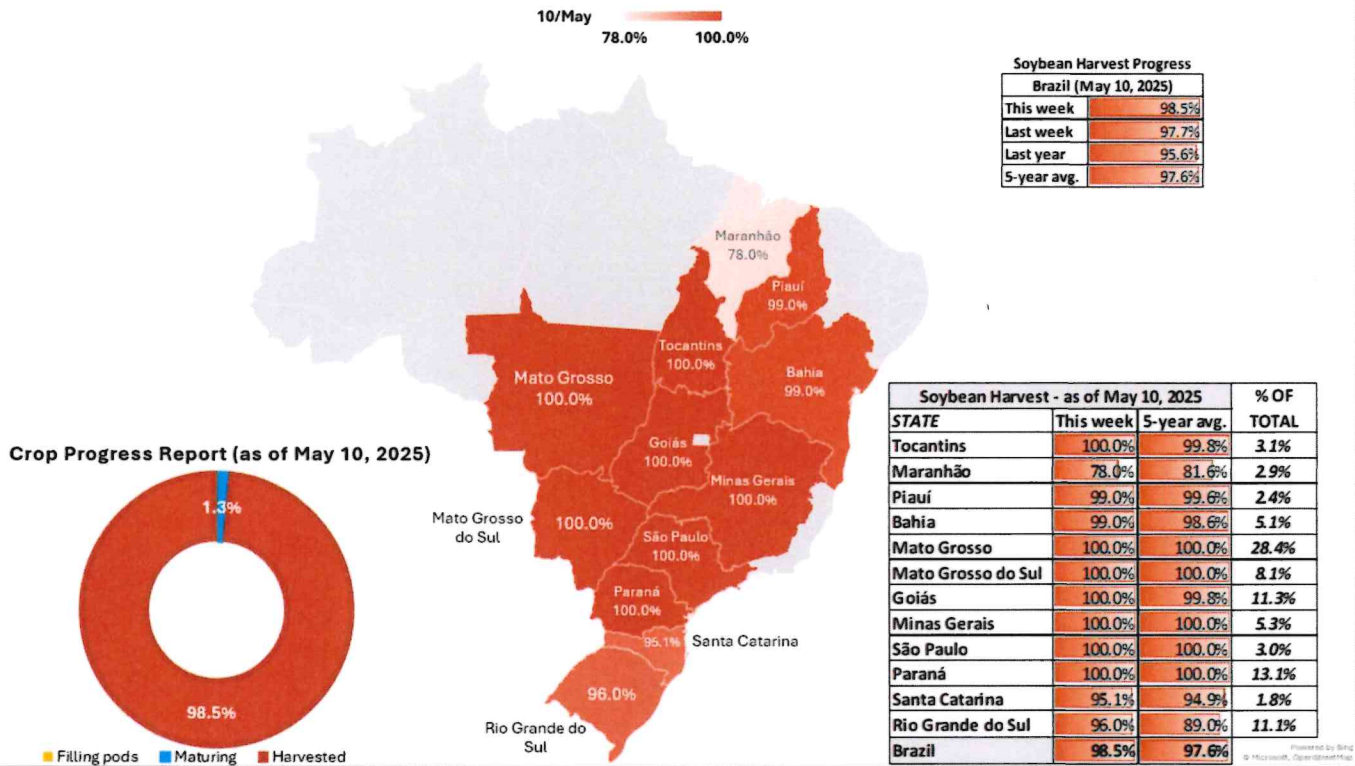 10/May
78.0% 100.0%
Soybean Harvest Progress
Brazil (May 10, 2025)
This week 98.5%
Last week 97.7%
Last year 95.6%
5-year avg. 97.6%
Maranhão
78.0%
Piauí
99.0%
Tocantins
100.0%
Bahia
99.0%
Mato Grosso
100.0%
Goiás
100.0%
Minas Gerais
100.0%
Mato Grosso
do Sul
100.0%
São Paulo
100.0%
Paraná
100.0%
95.1% Santa Catarina
96.0%
Rio Grande do
Sul
Crop Progress Report (as of May 10, 2025)
1.3%
98.5%
Filling pods Maturing Harvested
Soybean Harvest - as of May 10, 2025 % OF
STATE This week 5-year avg. TOTAL
Tocantins 100.0% 99.8% 3.1%
Maranhão 78.0% 81.6% 2.9%
Piauí 99.0% 99.6% 2.4%
Bahia 99.0% 98.6% 5.1%
Mato Grosso 100.0% 100.0% 28.4%
Mato Grosso do Sul 100.0% 100.0% 8.1%
Goiás 100.0% 99.8% 11.3%
Minas Gerais 100.0% 100.0% 5.3%
São Paulo 100.0% 100.0% 3.0%
Paraná 100.0% 100.0% 13.1%
Santa Catarina 95.1% 94.9% 1.8%
Rio Grande do Sul 96.0% 89.0% 11.1%
Brazil 98.5% 97.6%
Powered by Bing
© Microsoft, OpenStreetMap